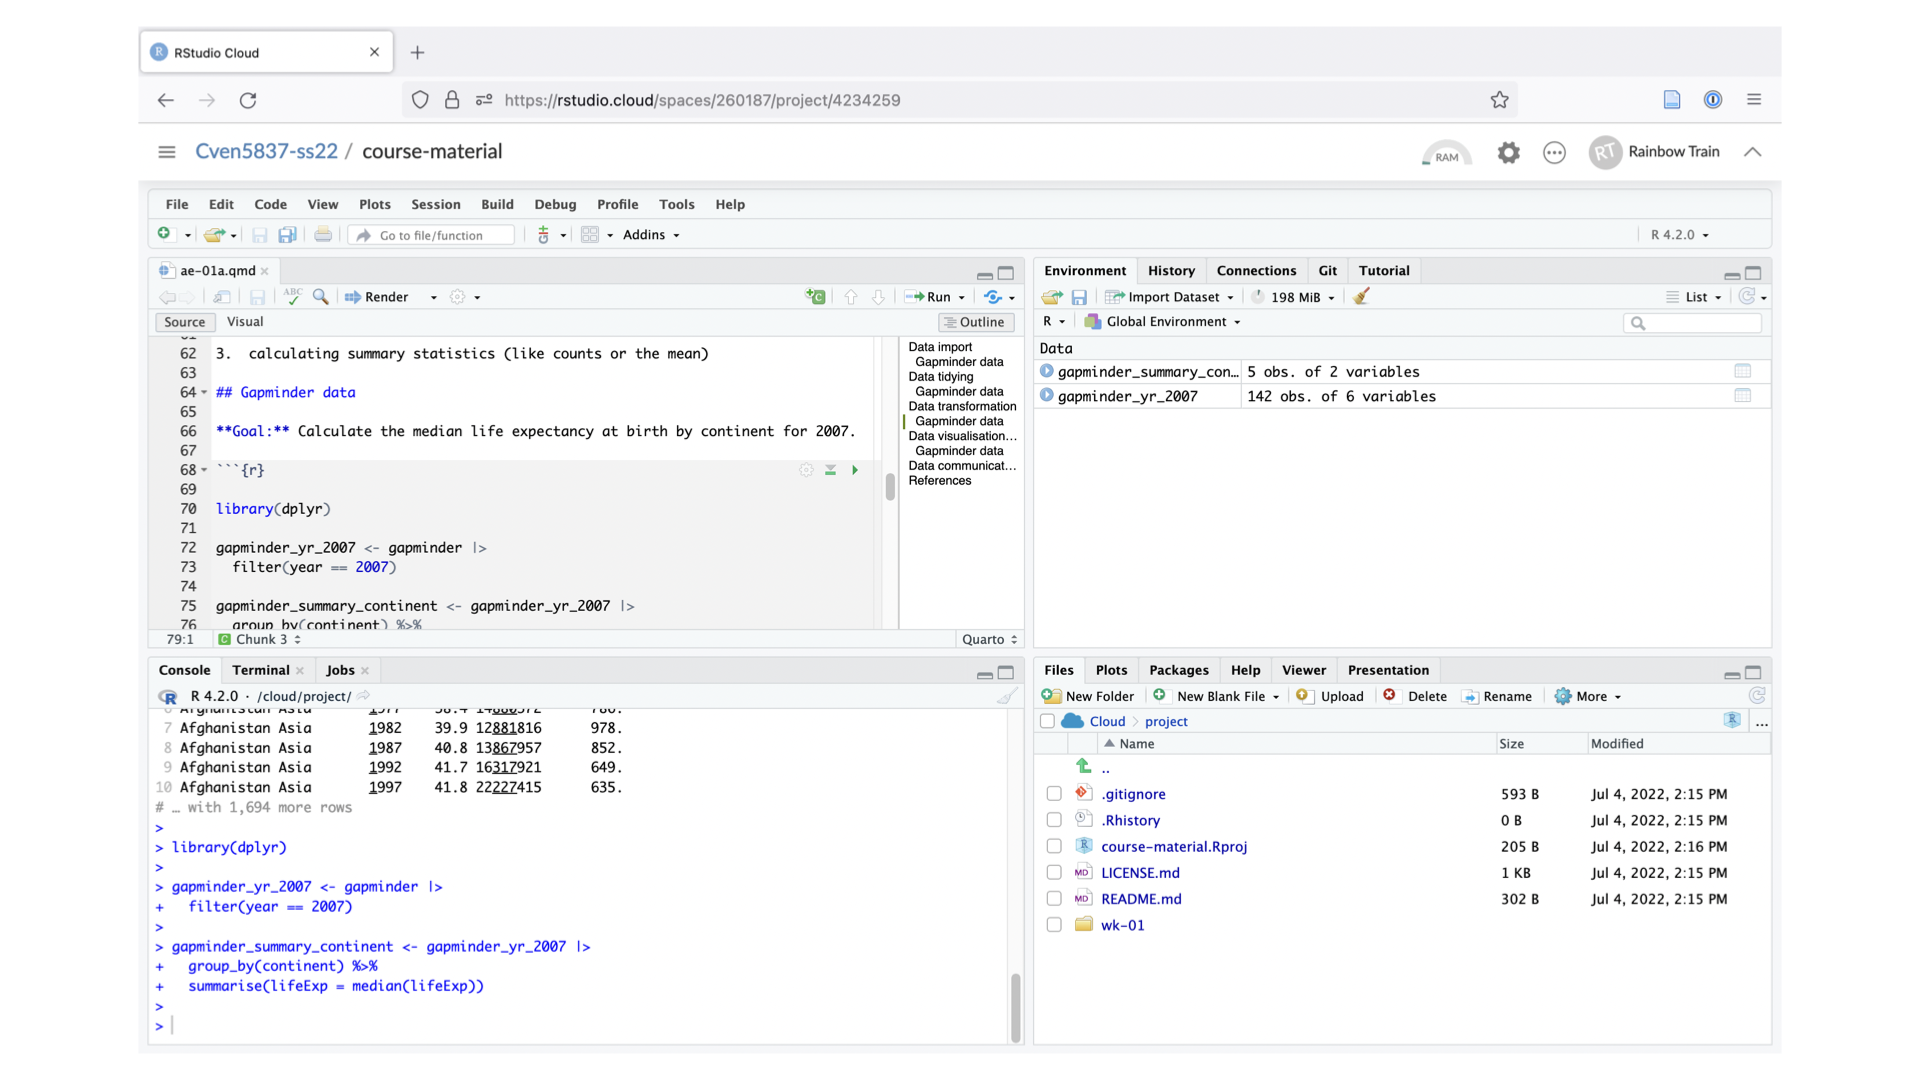 RStudio Cloud
https://rstudio.cloud/spaces/260187/project/4234259
Cven5837-ss22 / course-material
RAM
RT
Rainbow Train
File Edit Code View Plots Session Build Debug Profile Tools Help
Go to file/function
Addins
R 4.2.0
ae-01a.qmd
ABC
Render
Run
Source
Visual
Outline
61
62 3. calculating summary statistics (like counts or the mean)
63
64 ## Gapminder data
65
66 **Goal:** Calculate the median life expectancy at birth by continent for 2007.
67
68 ```{r}
69
70 library(dplyr)
71
72 gapminder_yr_2007 <- gapminder |>
73 filter(year == 2007)
74
75 gapminder_summary_continent <- gapminder_yr_2007 |>
76 group_by(continent) %>%
79:1
Chunk 3
Quarto
Data import
Gapminder data
Data tidying
Gapminder data
Data transformation
Gapminder data
Data visualisation…
Gapminder data
Data communicat…
References
Console Terminal Jobs
R 4.2.0 · /cloud/project/
6 Afghanistan Asia 1977 38.4 14880372 786.
7 Afghanistan Asia 1982 39.9 12881816 978.
8 Afghanistan Asia 1987 40.8 13867957 852.
9 Afghanistan Asia 1992 41.7 16317921 649.
10 Afghanistan Asia 1997 41.8 22227415 635.
# … with 1,694 more rows
>
> library(dplyr)
>
> gapminder_yr_2007 <- gapminder |>
+ filter(year == 2007)
>
> gapminder_summary_continent <- gapminder_yr_2007 |>
+ group_by(continent) %>%
+ summarise(lifeExp = median(lifeExp))
>
>
Environment History Connections Git Tutorial
Import Dataset
198 MiB
List
R
Global Environment
Data
gapminder_summary_con… 5 obs. of 2 variables
gapminder_yr_2007 142 obs. of 6 variables
Files Plots Packages Help Viewer Presentation
New Folder New Blank File Upload Delete Rename More
Cloud project
...
Name Size Modified
..
.gitignore 593 B Jul 4, 2022, 2:15 PM
.Rhistory 0 B Jul 4, 2022, 2:15 PM
course-material.Rproj 205 B Jul 4, 2022, 2:16 PM
LICENSE.md 1 KB Jul 4, 2022, 2:15 PM
README.md 302 B Jul 4, 2022, 2:15 PM
wk-01